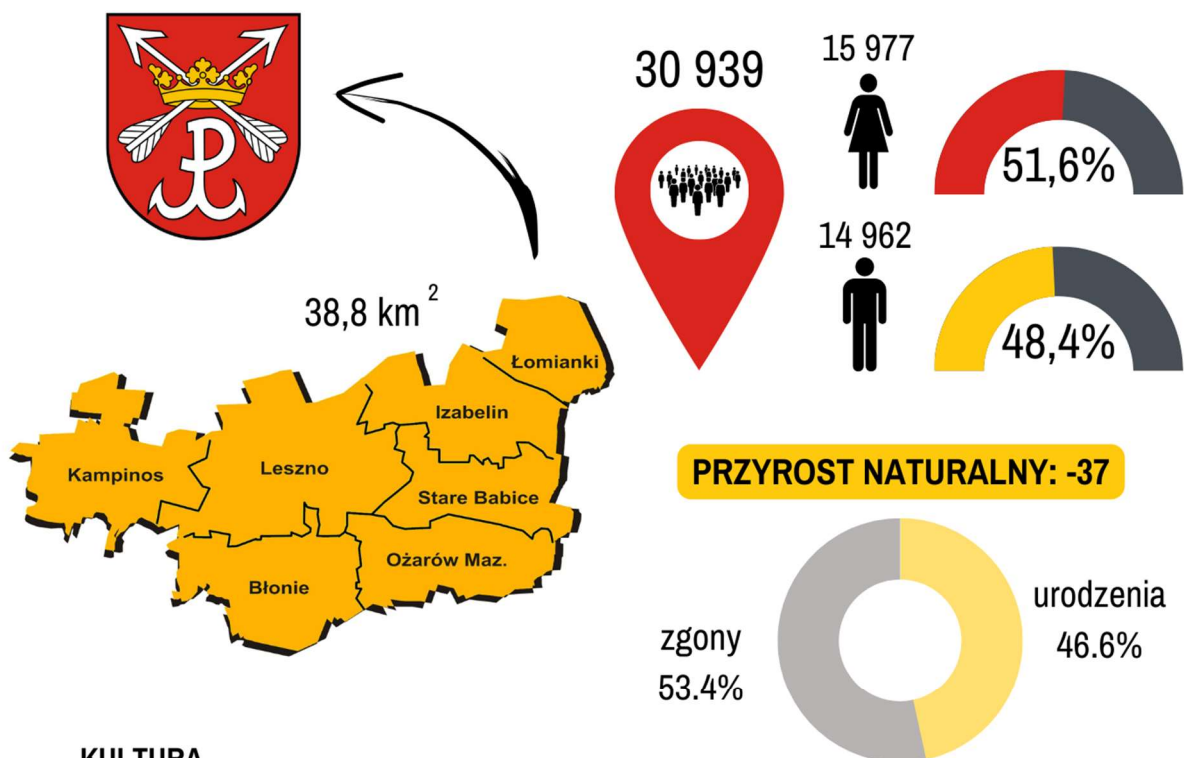 30 939
15 977
51,6%
14 962
48,4%
38,8 km 2
Łomianki
Izabelin
Kampinos
Leszno
Stare Babice
Ożarów Maz.
Błonie
PRZYROST NATURALNY: -37
urodzenia
46.6%
zgony
53.4%
KULTURA